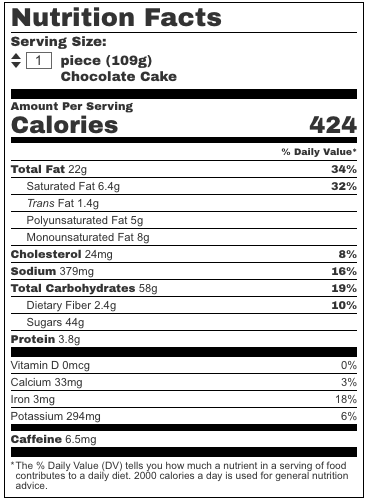 Nutrition Facts
Serving Size:
1 piece (109g)
Chocolate Cake
Amount Per Serving
Calories 424
% Daily Value*
Total Fat 22g 34%
Saturated Fat 6.4g 32%
Trans Fat 1.4g
Polyunsaturated Fat 5g
Monounsaturated Fat 8g
Cholesterol 24mg 8%
Sodium 379mg 16%
Total Carbohydrates 58g 19%
Dietary Fiber 2.4g 10%
Sugars 44g
Protein 3.8g
Vitamin D 0mcg 0%
Calcium 33mg 3%
Iron 3mg 18%
Potassium 294mg 6%
Caffeine 6.5mg
*The % Daily Value (DV) tells you how much a nutrient in a serving of food
contributes to a daily diet. 2000 calories a day is used for general nutrition
advice.